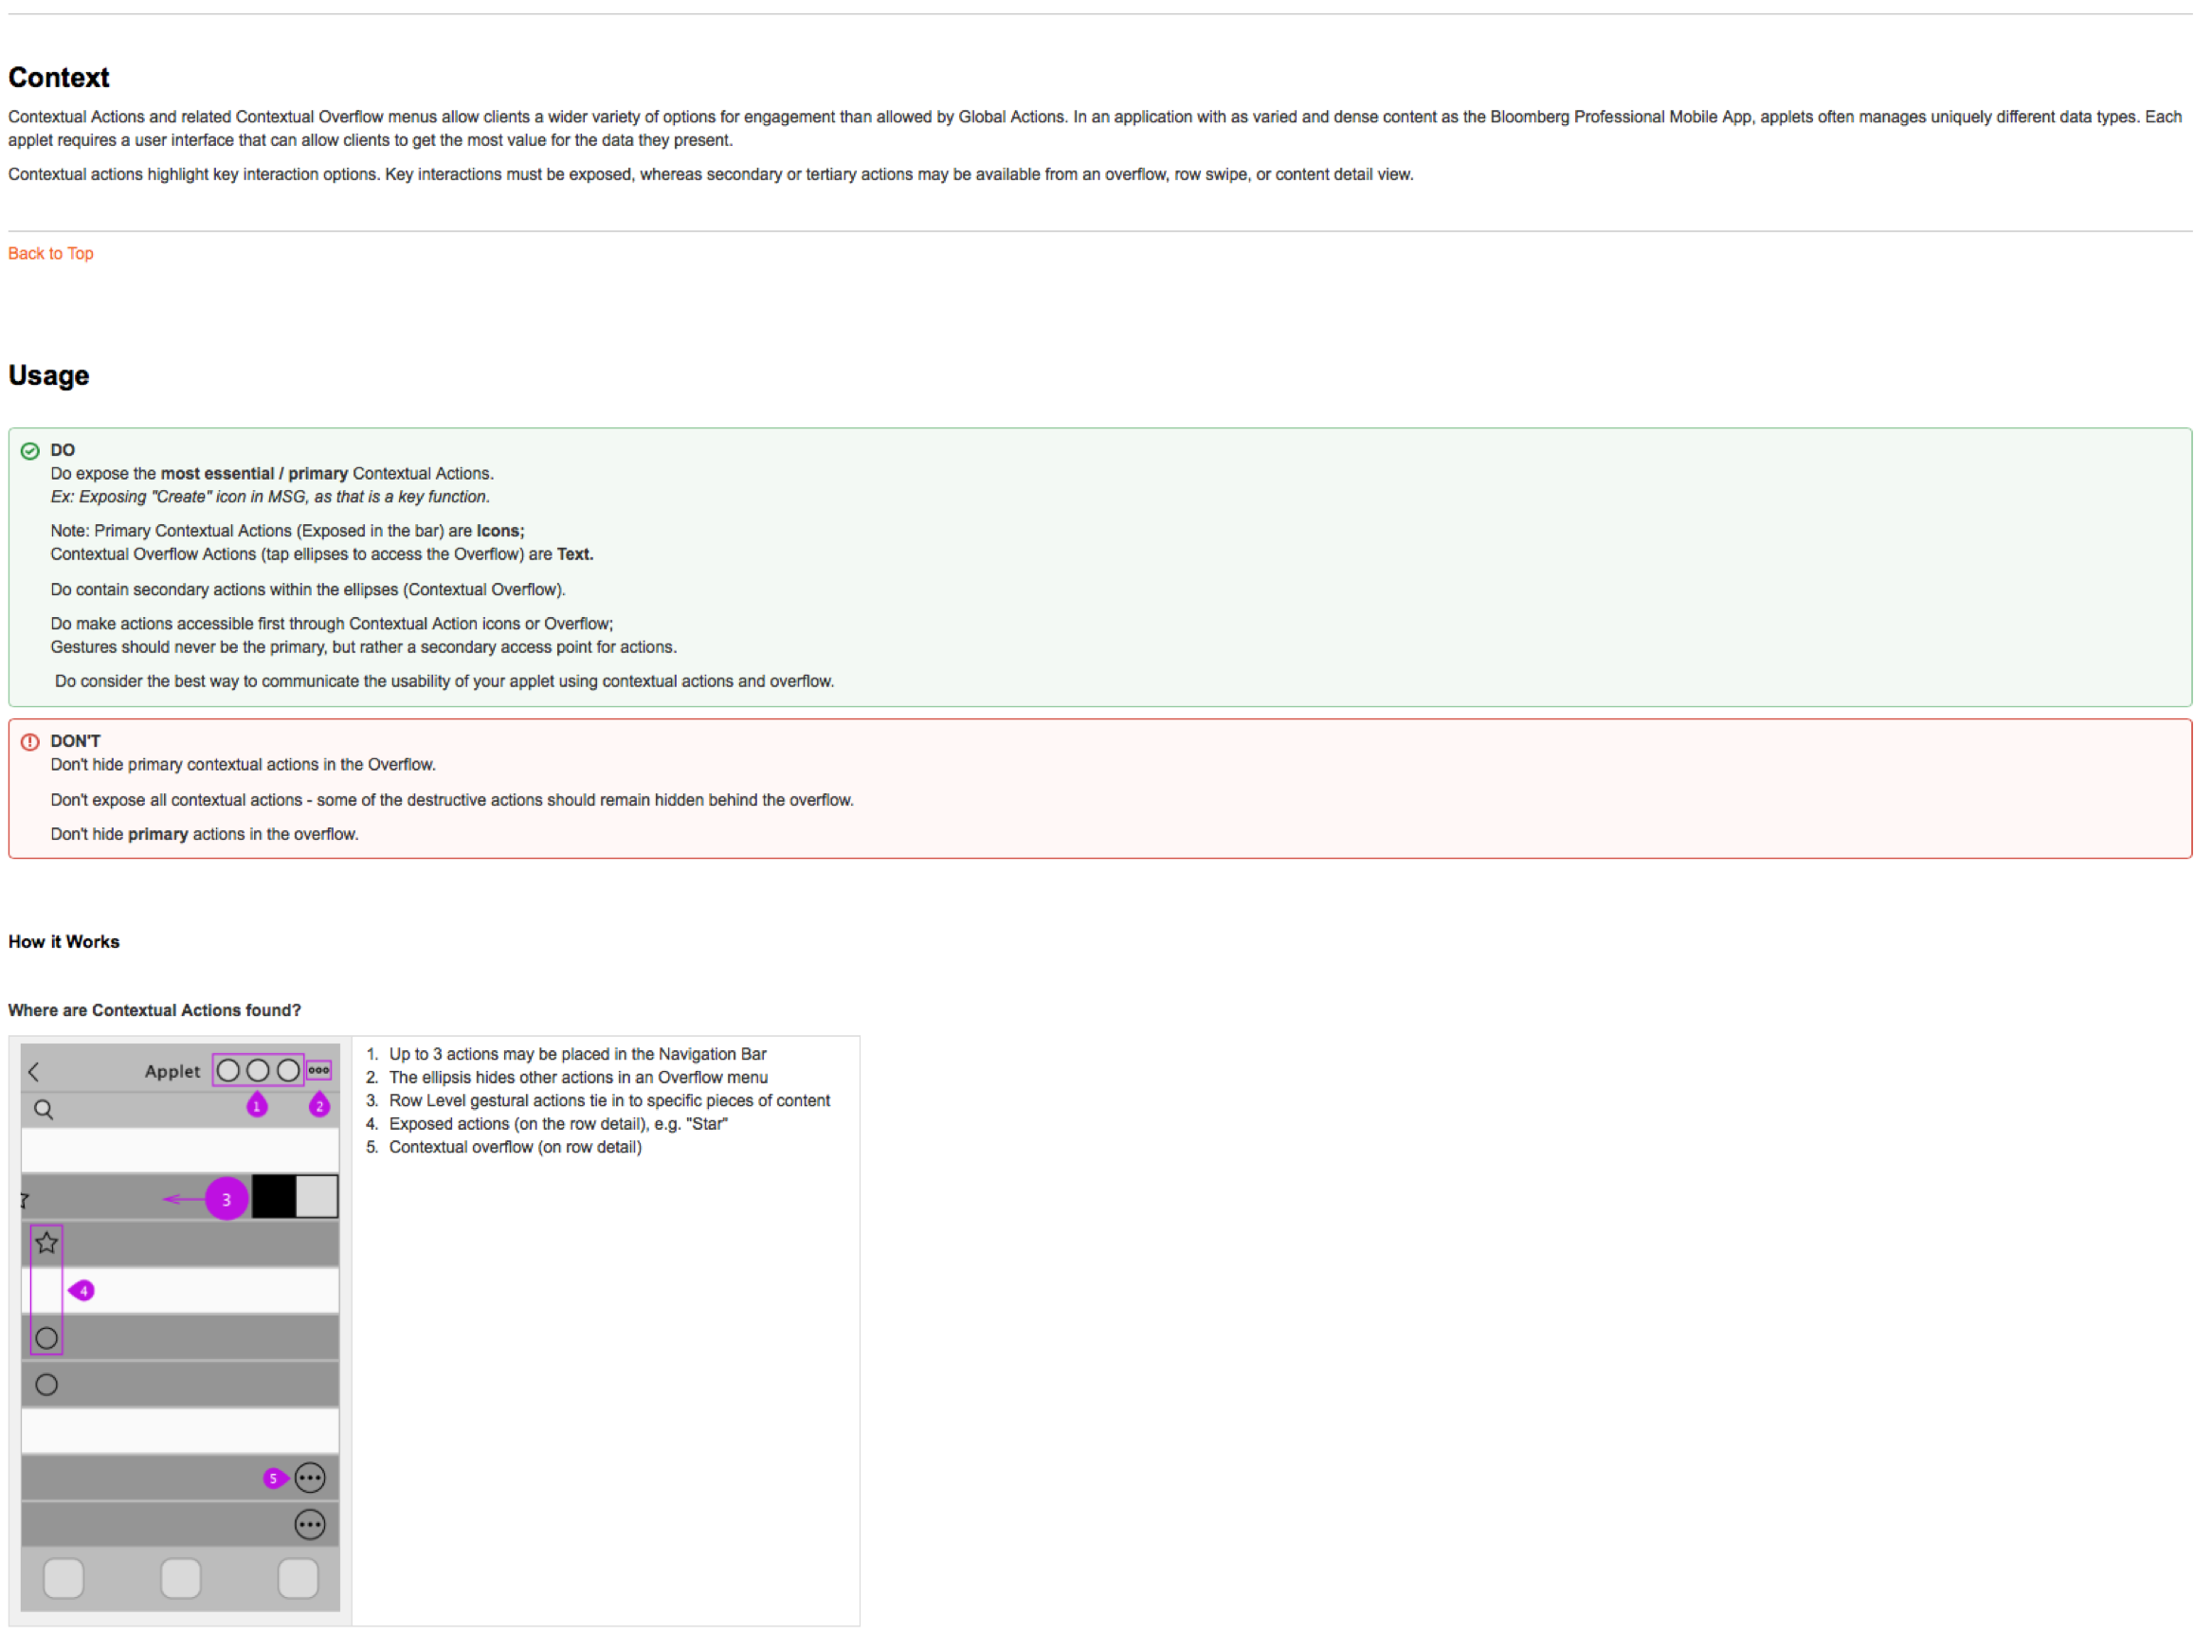 Context
Contextual Actions and related Contextual Overflow menus allow clients a wider variety of options for engagement than allowed by Global Actions. In an application with as varied and dense content as the Bloomberg Professional Mobile App, applets often manages uniquely different data types. Each
applet requires a user interface that can allow clients to get the most value for the data they present.
Contextual actions highlight key interaction options. Key interactions must be exposed, whereas secondary or tertiary actions may be available from an overflow, row swipe, or content detail view.
Back to Top
Usage
DO
Do expose the most essential / primary Contextual Actions.
Ex: Exposing "Create" icon in MSG, as that is a key function.
Note: Primary Contextual Actions (Exposed in the bar) are Icons;
Contextual Overflow Actions (tap ellipses to access the Overflow) are Text.
Do contain secondary actions within the ellipses (Contextual Overflow).
Do make actions accessible first through Contextual Action icons or Overflow;
Gestures should never be the primary, but rather a secondary access point for actions.
Do consider the best way to communicate the usability of your applet using contextual actions and overflow.
DON'T
Don't hide primary contextual actions in the Overflow.
Don't expose all contextual actions - some of the destructive actions should remain hidden behind the overflow.
Don't hide primary actions in the overflow.
How it Works
Where are Contextual Actions found?
Applet
1 2
3
4
5
1. Up to 3 actions may be placed in the Navigation Bar
2. The ellipsis hides other actions in an Overflow menu
3. Row Level gestural actions tie in to specific pieces of content
4. Exposed actions (on the row detail), e.g. "Star"
5. Contextual overflow (on row detail)